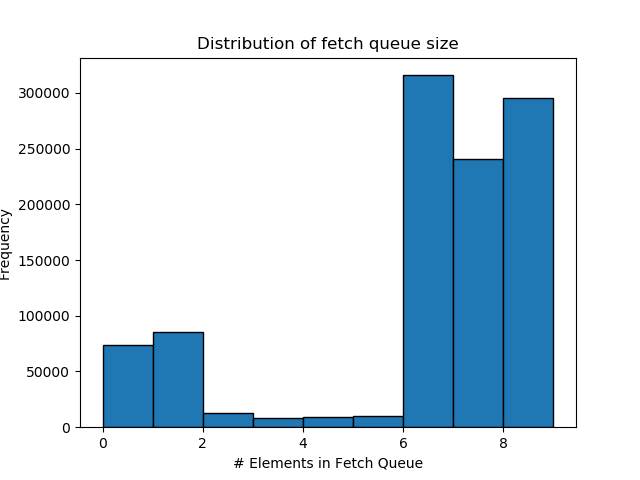 Distribution of fetch queue size
300000
250000
200000
150000
100000
50000
0
Frequency
0 2 4 6 8
# Elements in Fetch Queue